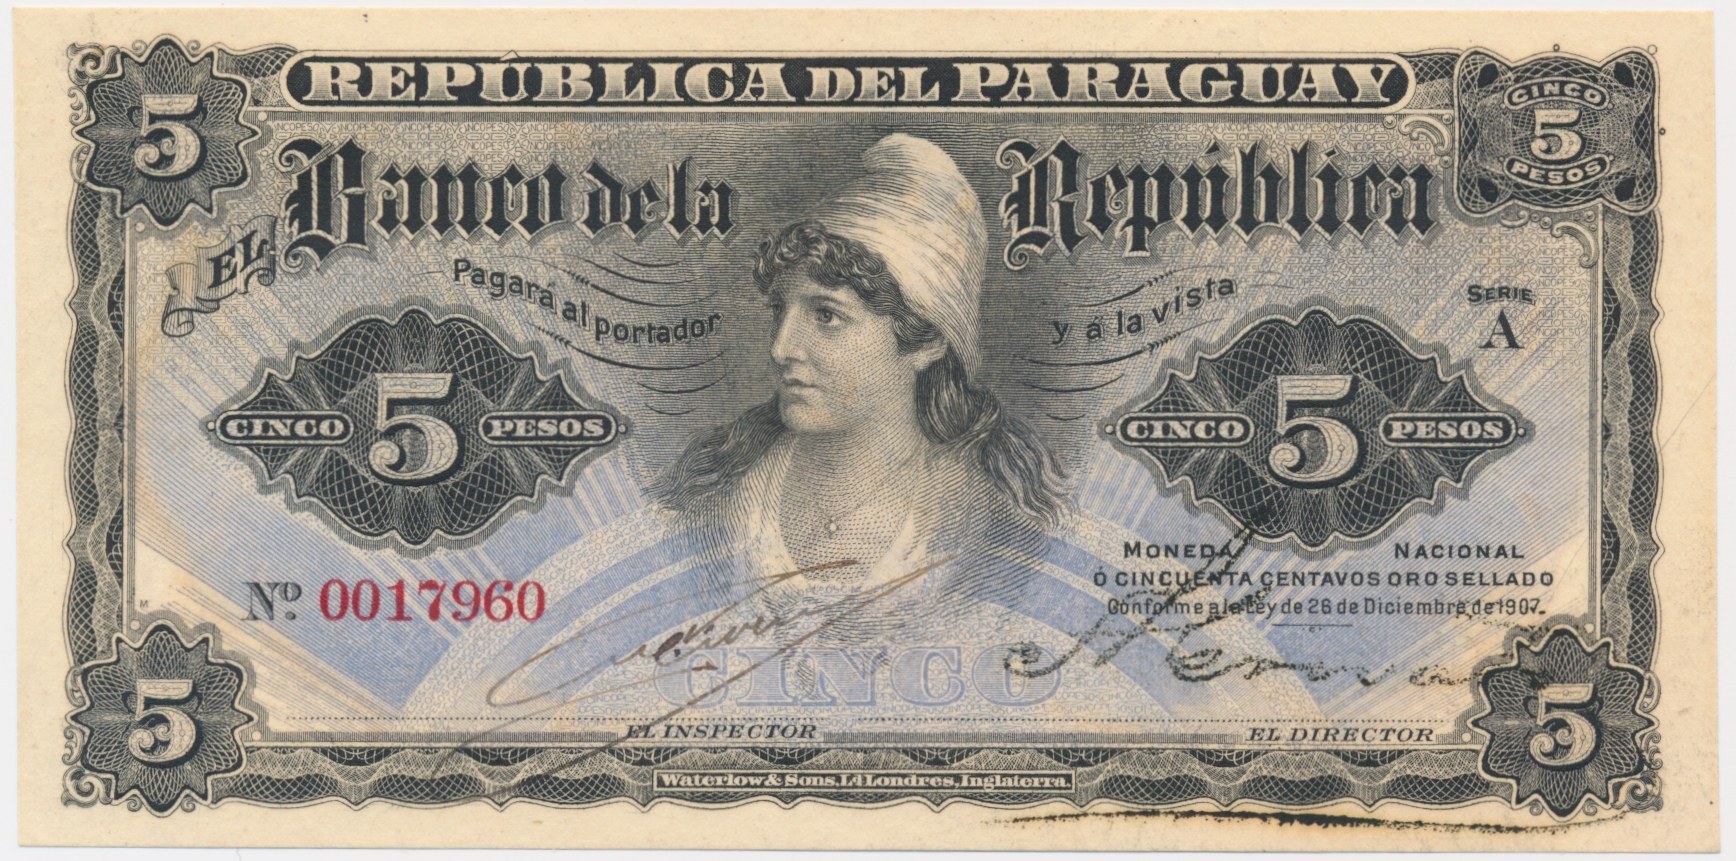 REPÚBLICA DEL PARAGUAY
5
CINCO
5
PESOS
EL Banco de la República
Pagará al portador y á la vista
SERIE
A
CINCO 5 PESOS
CINCO 5 PESOS
MONEDA NACIONAL
Ó CINCUENTA CENTAVOS ORO SELLADO
Conforme a la Ley de 26 de Diciembre de 1907.
Nº. 0017960
CINCO
M
5
EL INSPECTOR
EL DIRECTOR
5
Waterlow & Sons, Ld. Londres, Inglaterra.